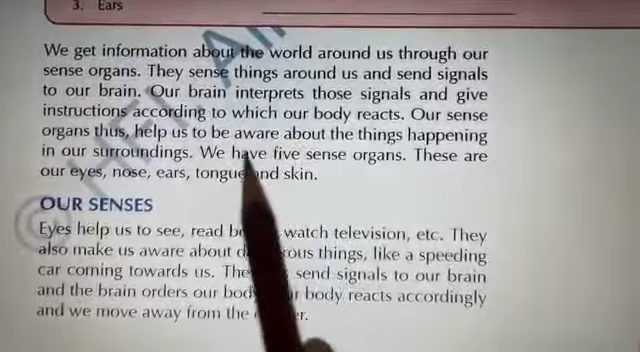 3. Ears
We get information about the world around us through our
sense organs. They sense things around us and send signals
to our brain. Our brain interprets those signals and give
instructions according to which our body reacts. Our sense
organs thus, help us to be aware about the things happening
in our surroundings. We have five sense organs. These are
our eyes, nose, ears, tongue and skin.
OUR SENSES
Eyes help us to see, read watch television, etc. They
also make us aware about things, like a speeding
car coming towards us. send signals to our brain
and the brain orders our body reacts accordingly
and we move away from the